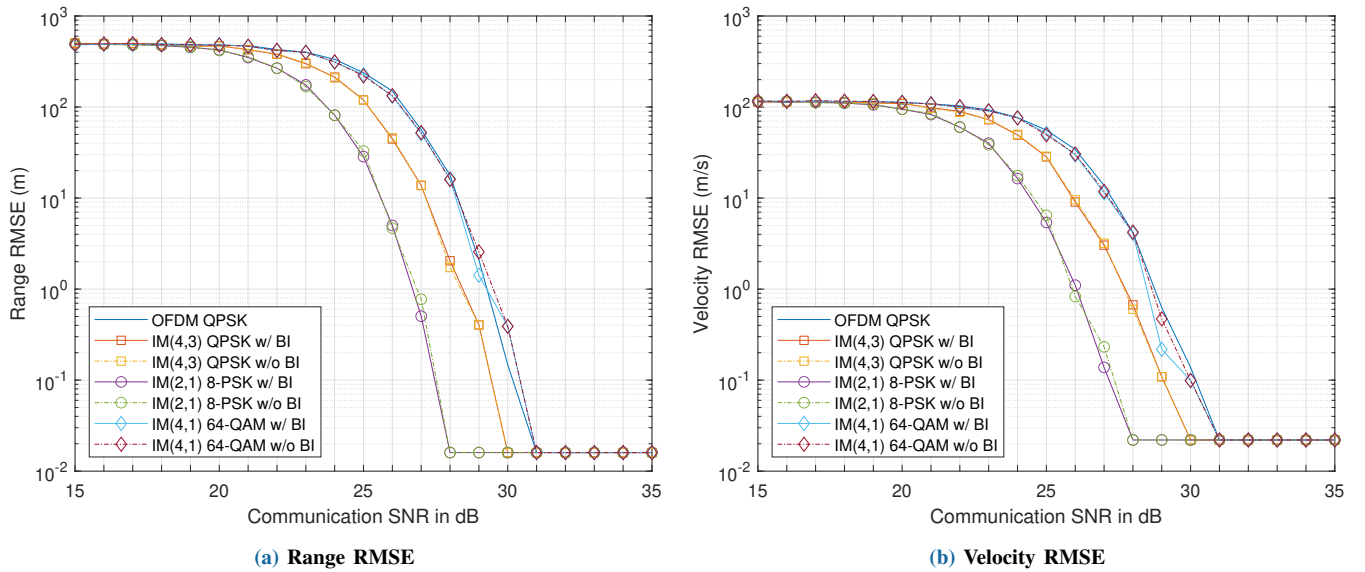 10^3
10^2
10^1
10^0
10^-1
10^-2
Range RMSE (m)
OFDM QPSK
IM(4,3) QPSK w/ BI
IM(4,3) QPSK w/o BI
IM(2,1) 8-PSK w/ BI
IM(2,1) 8-PSK w/o BI
IM(4,1) 64-QAM w/ BI
IM(4,1) 64-QAM w/o BI
15 20 25 30 35
Communication SNR in dB
(a) Range RMSE
10^3
10^2
10^1
10^0
10^-1
10^-2
Velocity RMSE (m/s)
OFDM QPSK
IM(4,3) QPSK w/ BI
IM(4,3) QPSK w/o BI
IM(2,1) 8-PSK w/ BI
IM(2,1) 8-PSK w/o BI
IM(4,1) 64-QAM w/ BI
IM(4,1) 64-QAM w/o BI
15 20 25 30 35
Communication SNR in dB
(b) Velocity RMSE